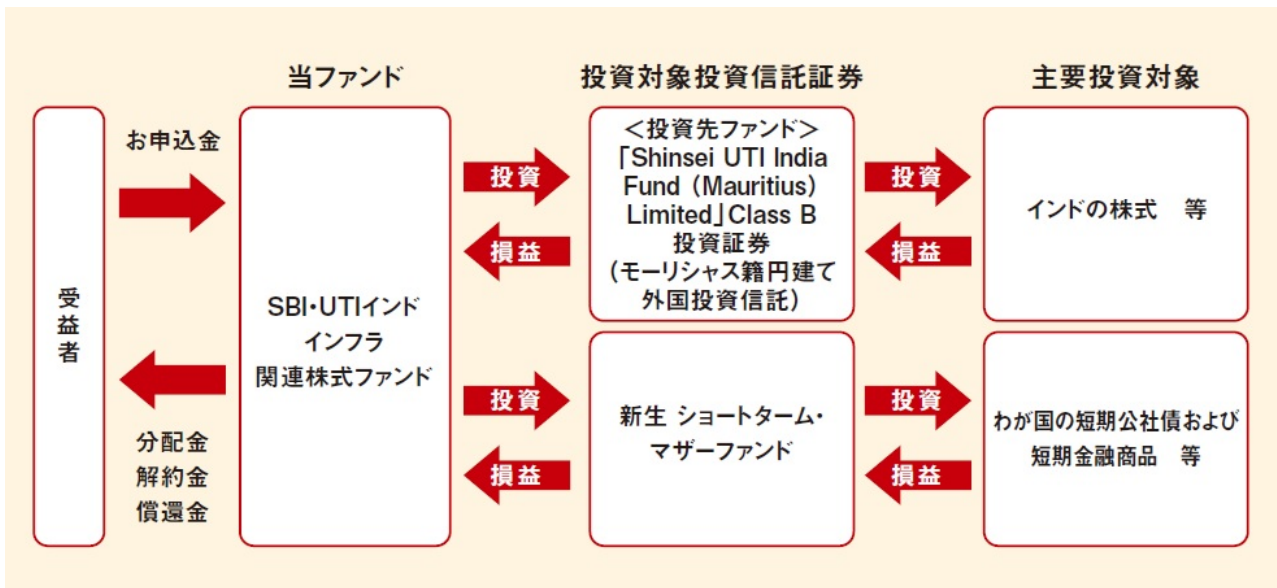 当ファンド
投資対象投資信託証券
主要投資対象
受益者
お申込金
分配金
解約金
償還金
SBI・UTIインド
インフラ
関連株式ファンド
投資
損益
＜投資先ファンド＞
「Shinsei UTI India
Fund（Mauritius）
Limited」Class B
投資証券
（モーリシャス籍円建て
外国投資信託）
投資
損益
インドの株式　等
投資
損益
新生 ショートターム・
マザーファンド
投資
損益
わが国の短期公社債および
短期金融商品　等